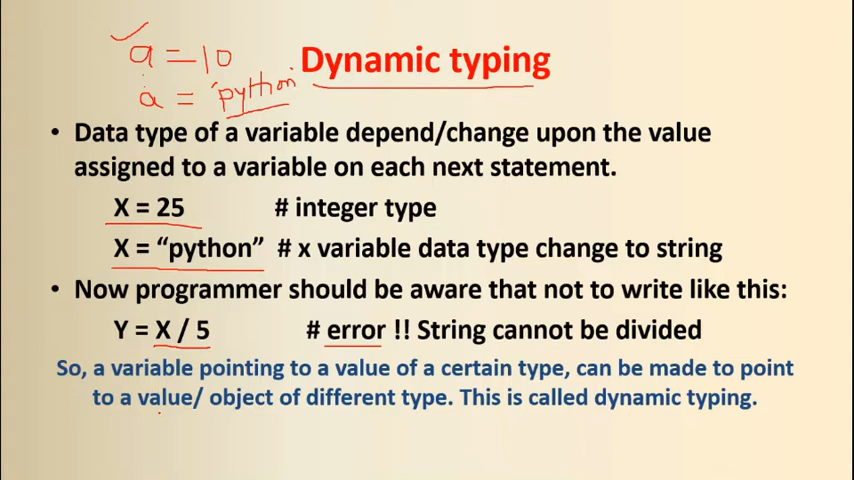 a = 10
Dynamic typing
a = 'python'
• Data type of a variable depend/change upon the value
assigned to a variable on each next statement.
X = 25 # integer type
X = “python” # x variable data type change to string
• Now programmer should be aware that not to write like this:
Y = X / 5 # error !! String cannot be divided
So, a variable pointing to a value of a certain type, can be made to point
to a value/ object of different type. This is called dynamic typing.